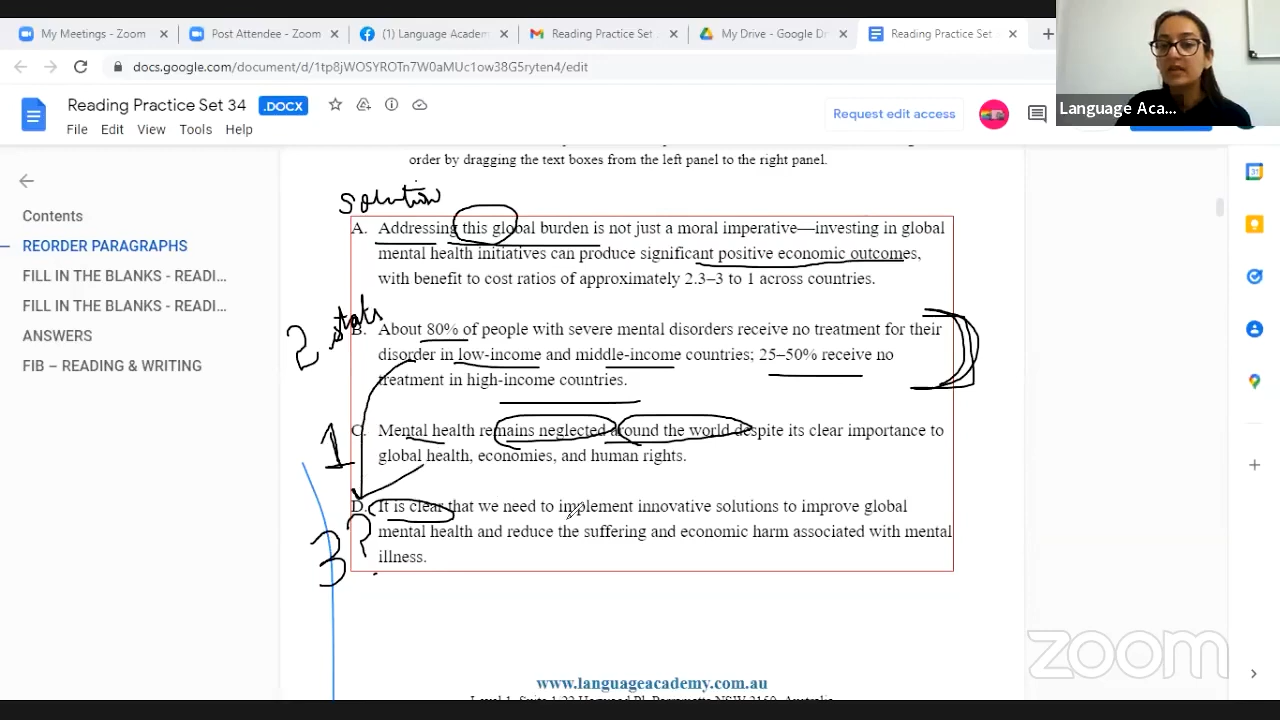 My Meetings - Zoom
Post Attendee - Zoom
(1) Language Acade
Reading Practice Set
My Drive - Google Dr
Reading Practice Set
docs.google.com/document/d/1tp8jWOSYROTn7W0aMUc1ow38G5ryten4/edit
Reading Practice Set 34 .DOCX
Request edit access
Language Aca...
File Edit View Tools Help
order by dragging the text boxes from the left panel to the right panel.
Contents
REORDER PARAGRAPHS
FILL IN THE BLANKS - READI...
FILL IN THE BLANKS - READI...
ANSWERS
FIB – READING & WRITING
solution
A. Addressing this global burden is not just a moral imperative—investing in global
mental health initiatives can produce significant positive economic outcomes,
with benefit to cost ratios of approximately 2.3–3 to 1 across countries.
2 stats
B. About 80% of people with severe mental disorders receive no treatment for their
disorder in low-income and middle-income countries; 25–50% receive no
treatment in high-income countries.
1
C. Mental health remains neglected around the world despite its clear importance to
global health, economies, and human rights.
3 ?
D. It is clear that we need to implement innovative solutions to improve global
mental health and reduce the suffering and economic harm associated with mental
illness.
www.languageacademy.com.au
zoom
31